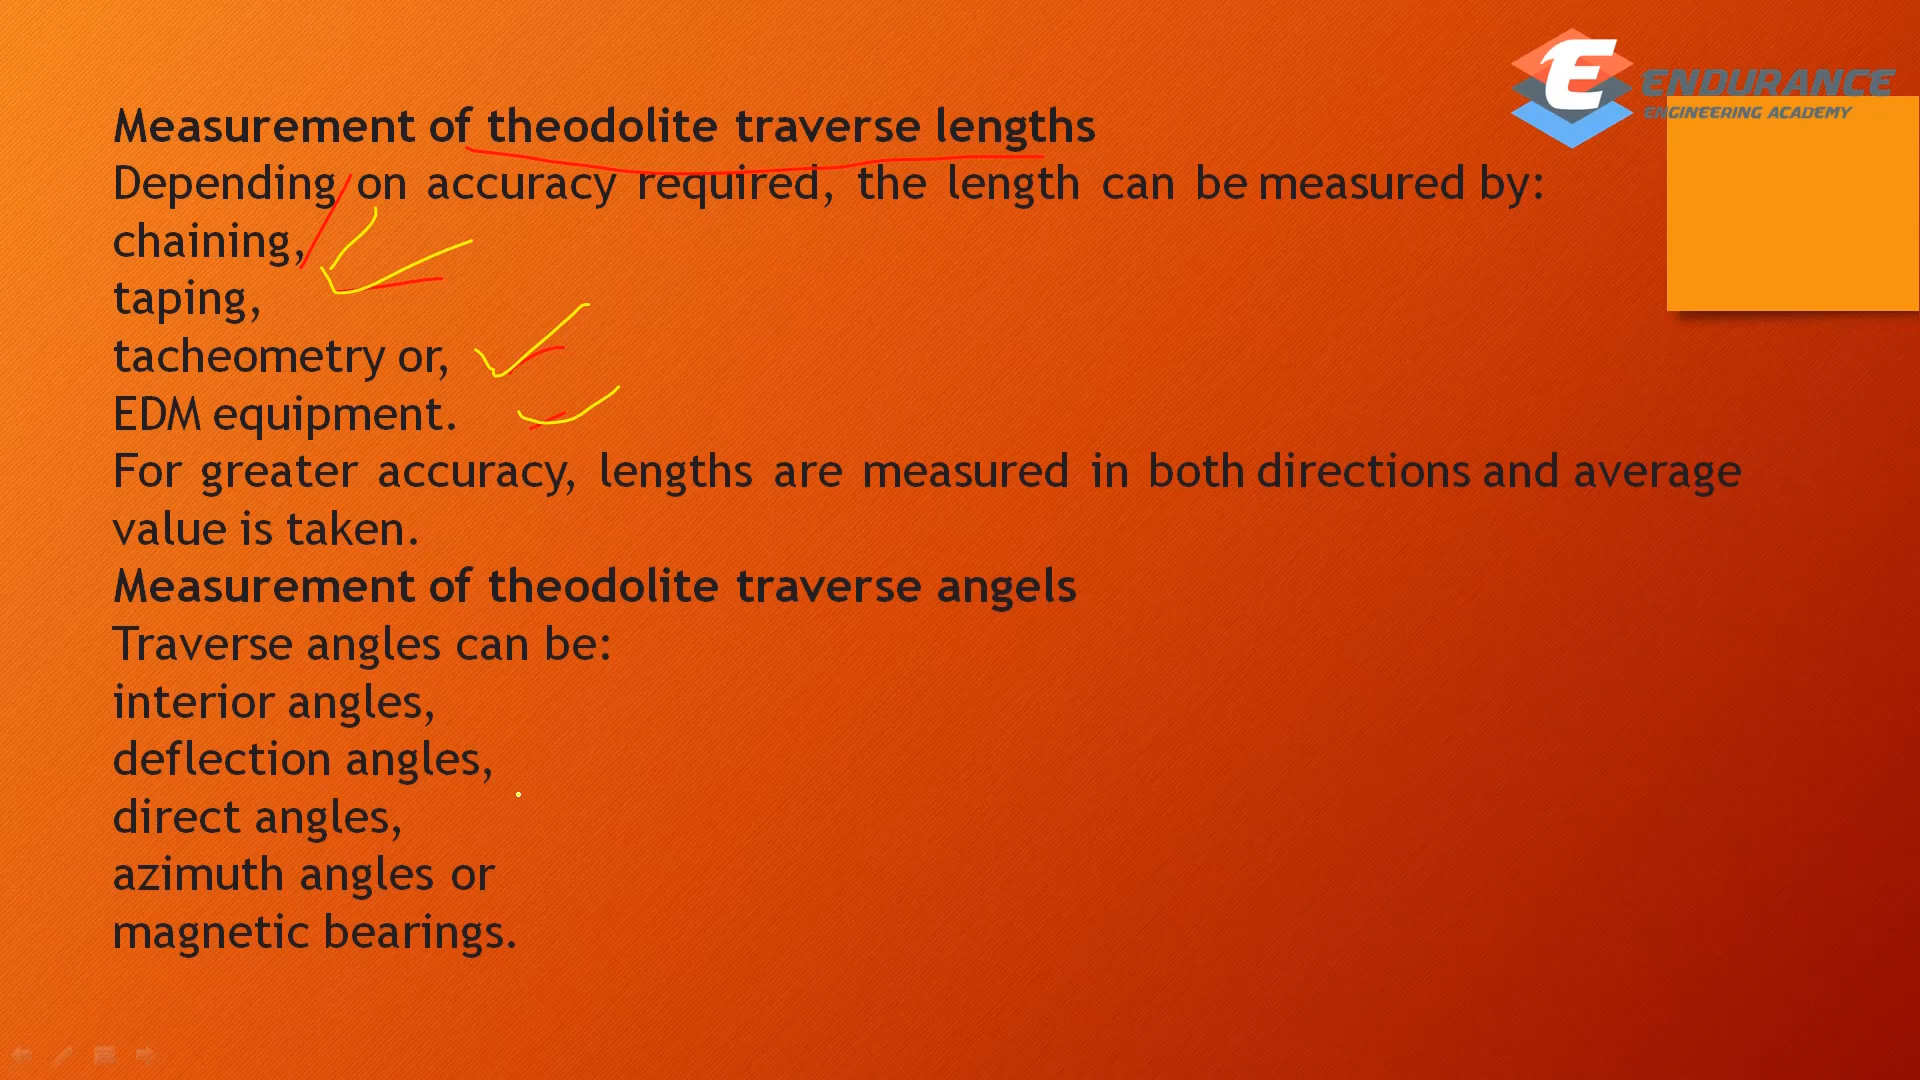 E ENDURANCE
ENGINEERING ACADEMY
Measurement of theodolite traverse lengths
Depending on accuracy required, the length can be measured by:
chaining,
taping,
tacheometry or,
EDM equipment.
For greater accuracy, lengths are measured in both directions and average
value is taken.
Measurement of theodolite traverse angels
Traverse angles can be:
interior angles,
deflection angles,
direct angles,
azimuth angles or
magnetic bearings.